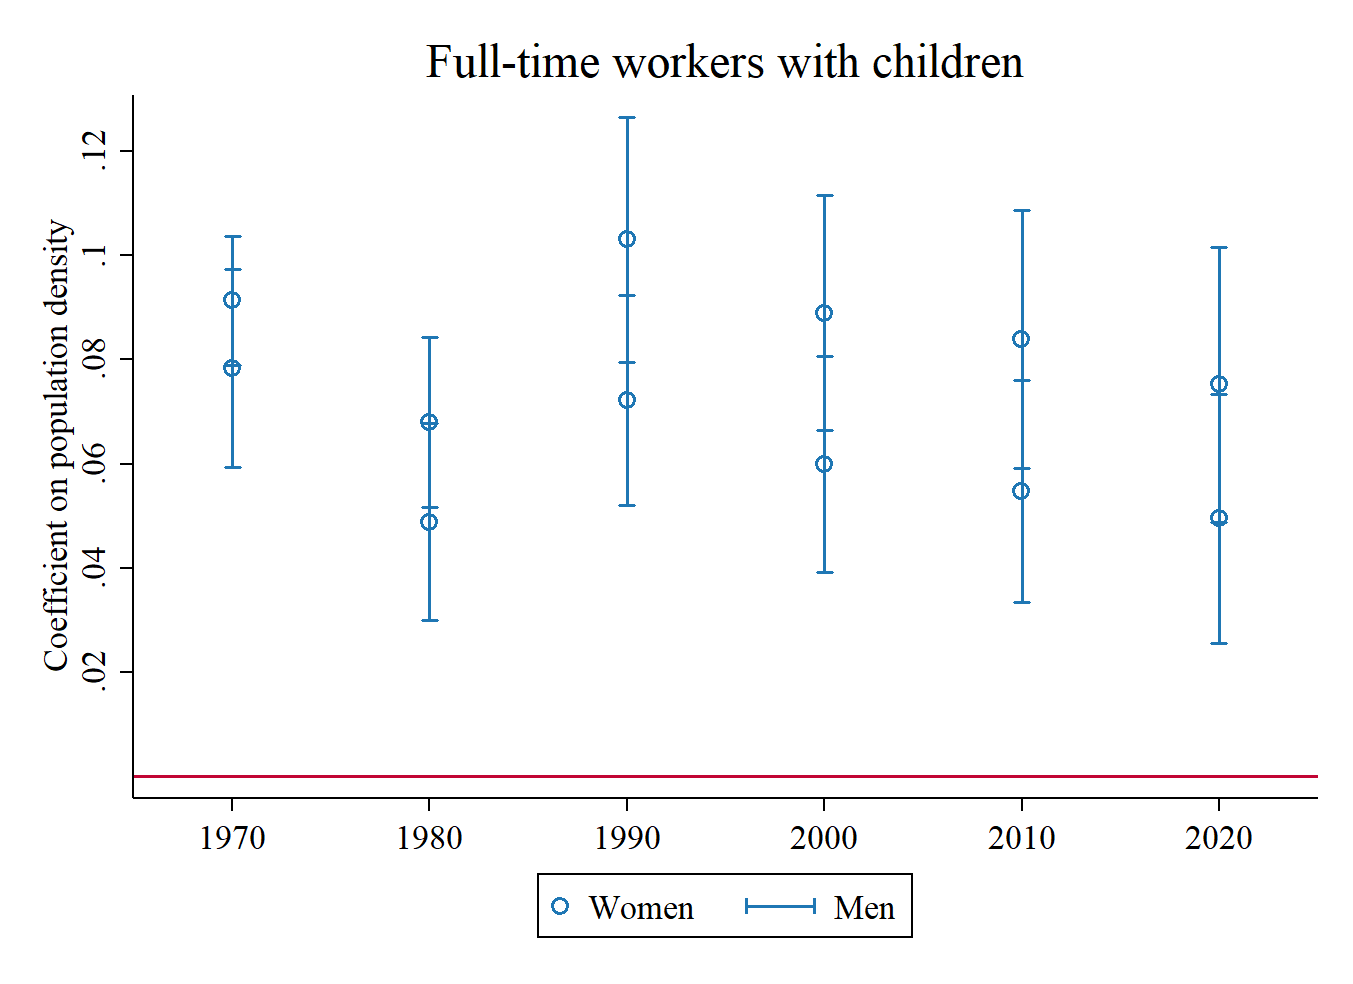 Full-time workers with children
Coefficient on population density
.12
.1
.08
.06
.04
.02
1970 1980 1990 2000 2010 2020
Women Men